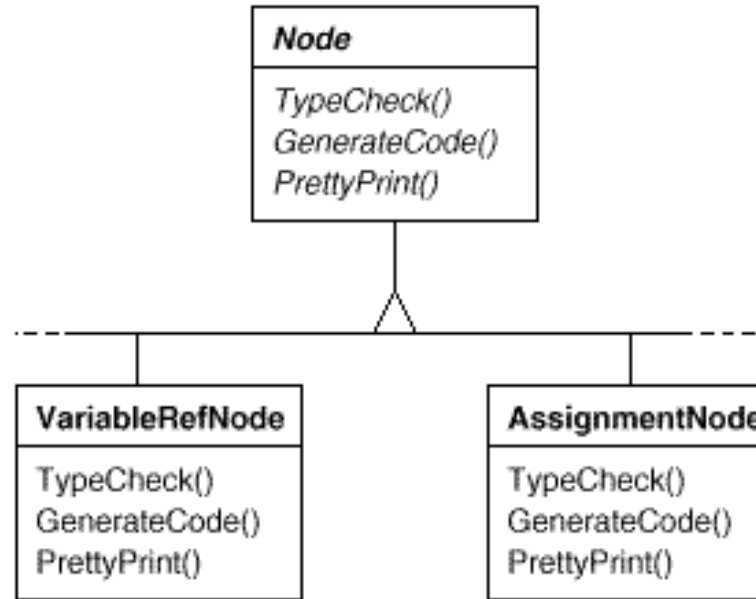 Node
TypeCheck()
GenerateCode()
PrettyPrint()
VariableRefNode
TypeCheck()
GenerateCode()
PrettyPrint()
AssignmentNode
TypeCheck()
GenerateCode()
PrettyPrint()